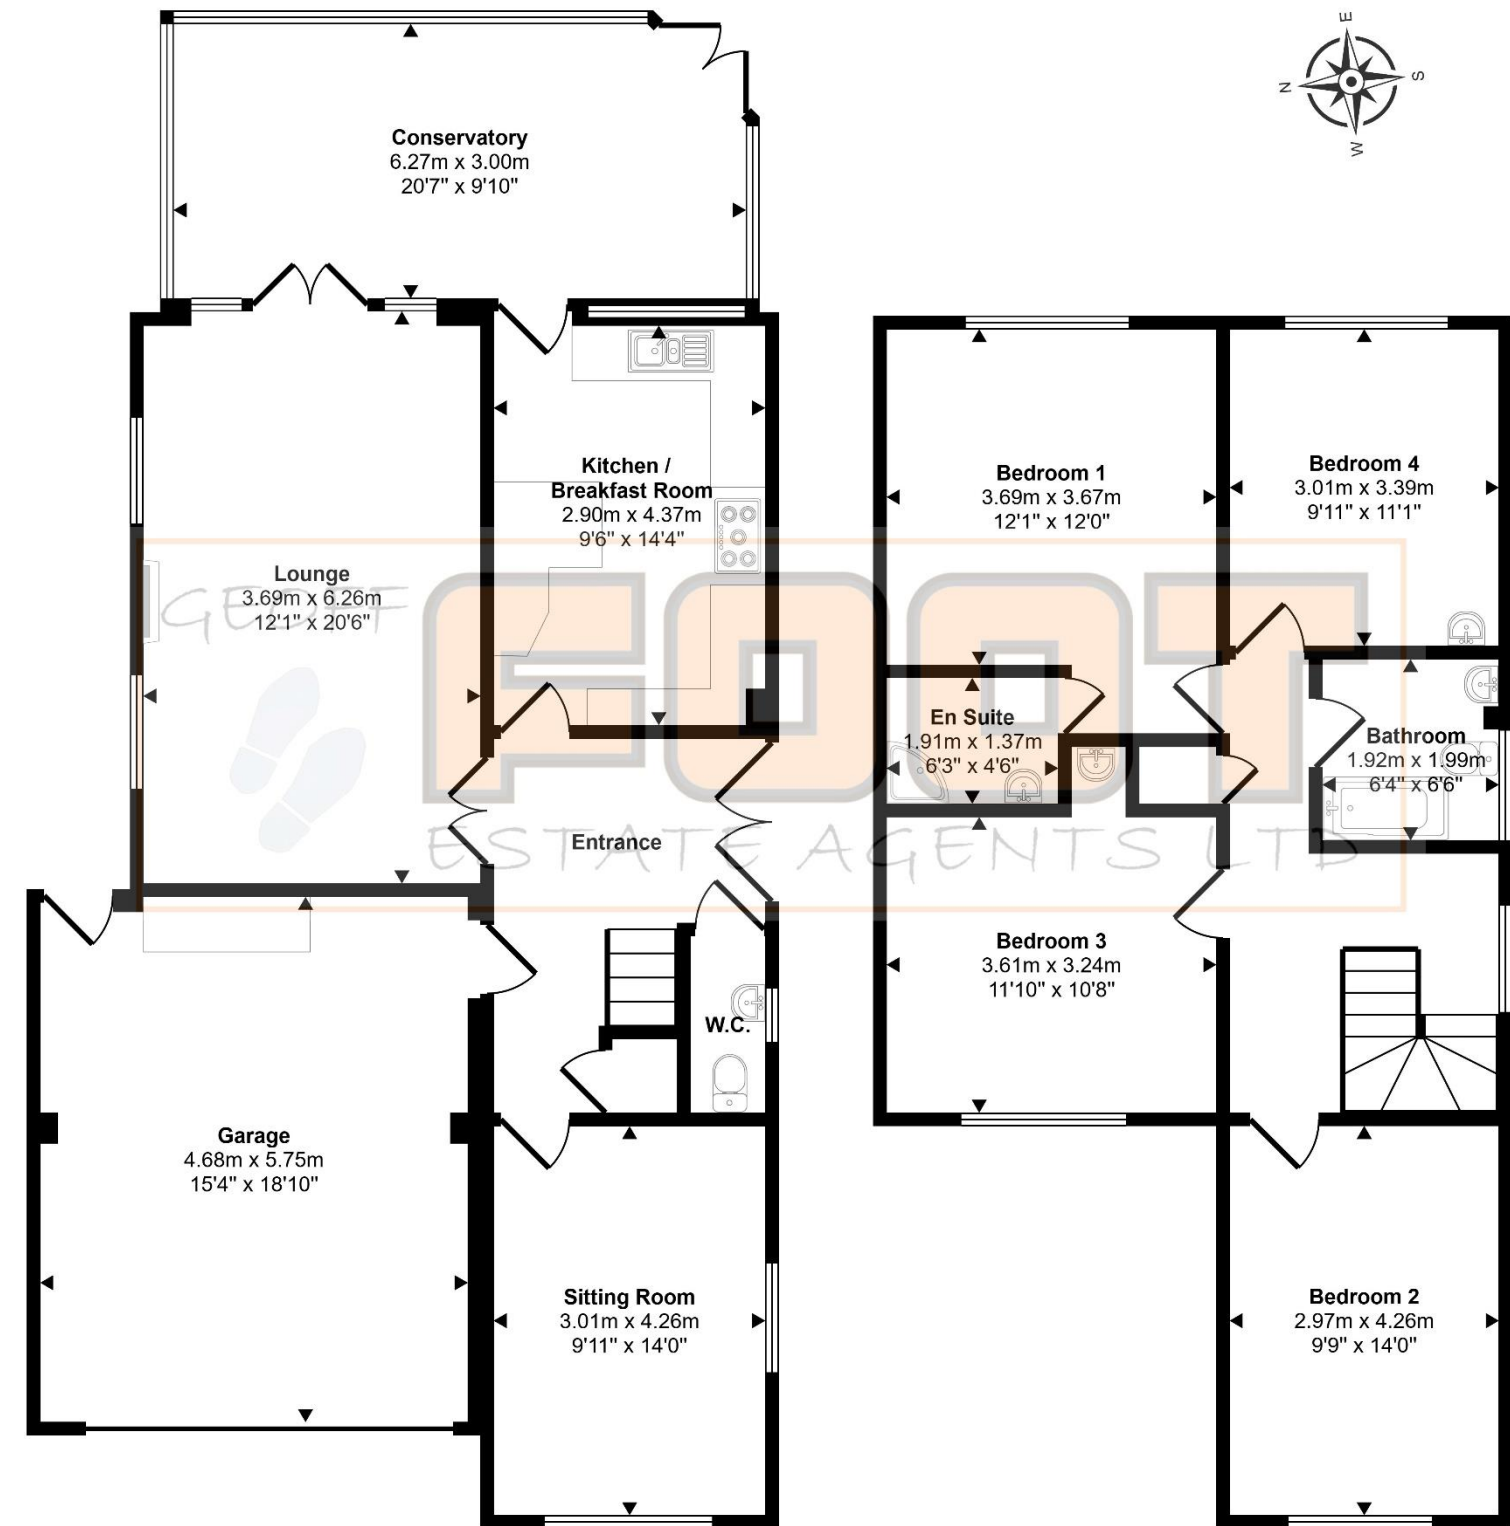 E
N
S
W
Conservatory
6.27m x 3.00m
20'7" x 9'10"
Kitchen /
Breakfast Room
2.90m x 4.37m
9'6" x 14'4"
Lounge
3.69m x 6.26m
12'1" x 20'6"
Entrance
W.C.
Garage
4.68m x 5.75m
15'4" x 18'10"
Sitting Room
3.01m x 4.26m
9'11" x 14'0"
Bedroom 1
3.69m x 3.67m
12'1" x 12'0"
Bedroom 4
3.01m x 3.39m
9'11" x 11'1"
En Suite
1.91m x 1.37m
6'3" x 4'6"
Bathroom
1.92m x 1.99m
6'4" x 6'6"
Bedroom 3
3.61m x 3.24m
11'10" x 10'8"
Bedroom 2
2.97m x 4.26m
9'9" x 14'0"
GEOFF FOOT
ESTATE AGENTS LTD